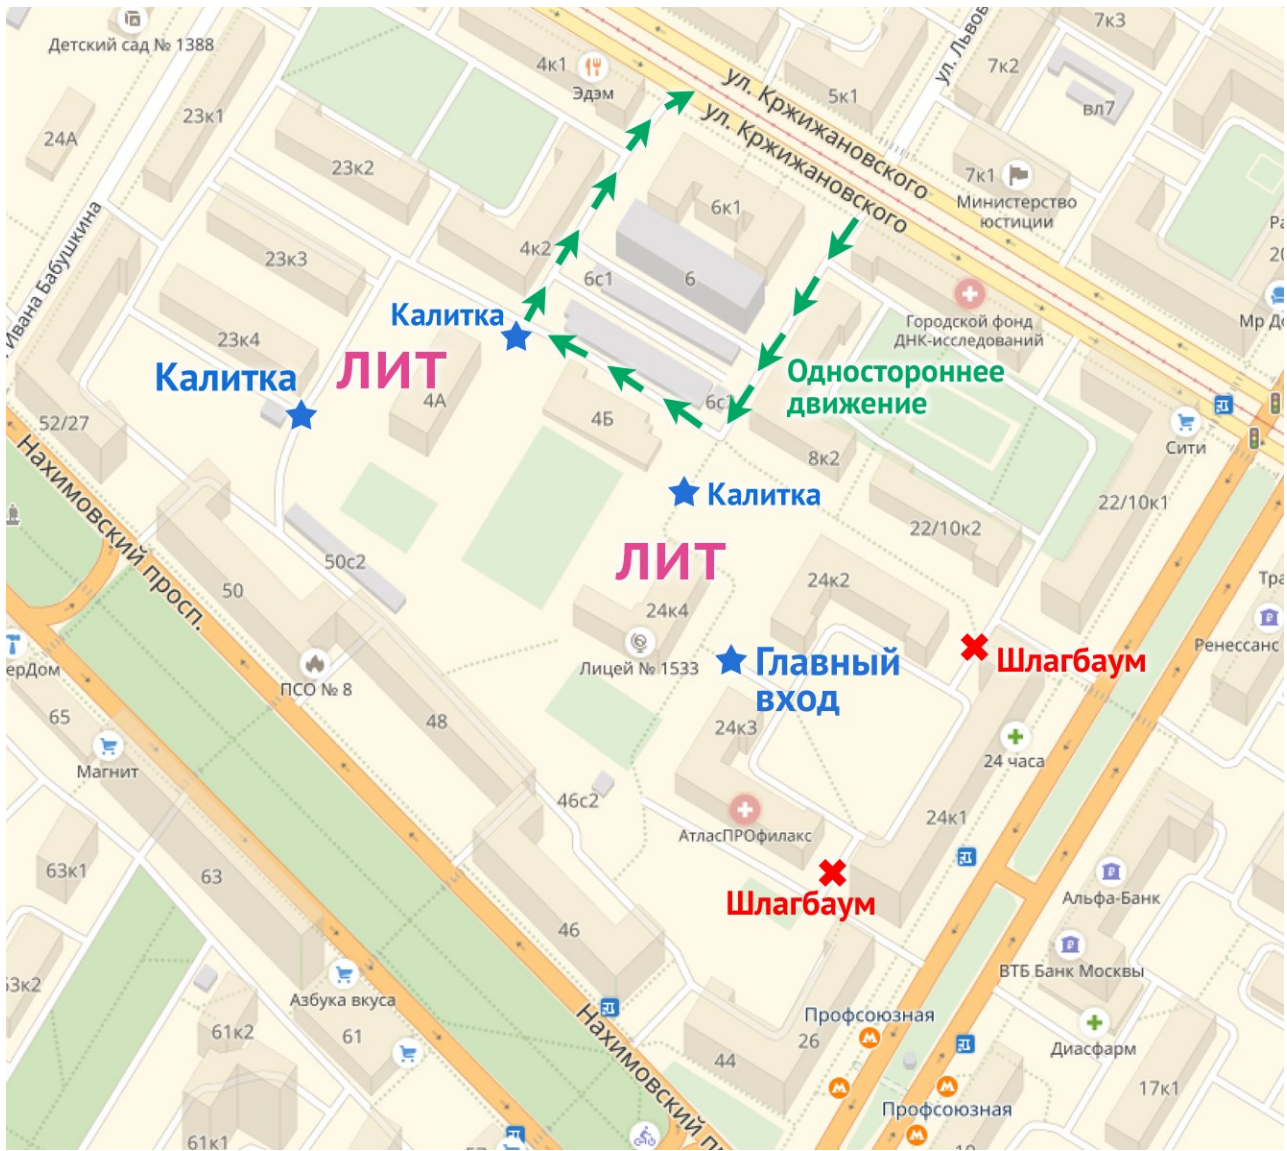 Детский сад № 1388
24А
23к1
4к1
Эдэм
ул. Кржижановского
ул. Кржижановского
5к1
ул. Львов
7к3
7к2
вл7
7к1
Министерство
юстиции
23к2
6к1
4к2
6с1
6
Ивана Бабушкина
23к3
23к4
Калитка
Калитка
ЛИТ
4А
4Б
Городской фонд
ДНК-исследований
Одностороннее
движение
8к2
Калитка
ЛИТ
22/10к2
22/10к1
Сити
52/27
Нахимовский просп.
50
50с2
24к4
24к2
Лицей № 1533
Главный
вход
Шлагбаум
Ренессанс
ПСО № 8
65
Магнит
48
24к3
24 часа
46с2
АтласПРОфилакс
24к1
63к1
63
Шлагбаум
Альфа-Банк
46
ВТБ Банк Москвы
Азбука вкуса
61к2
61
Нахимовский
44
26
Профсоюзная
Диасфарм
Профсоюзная
17к1
61к1